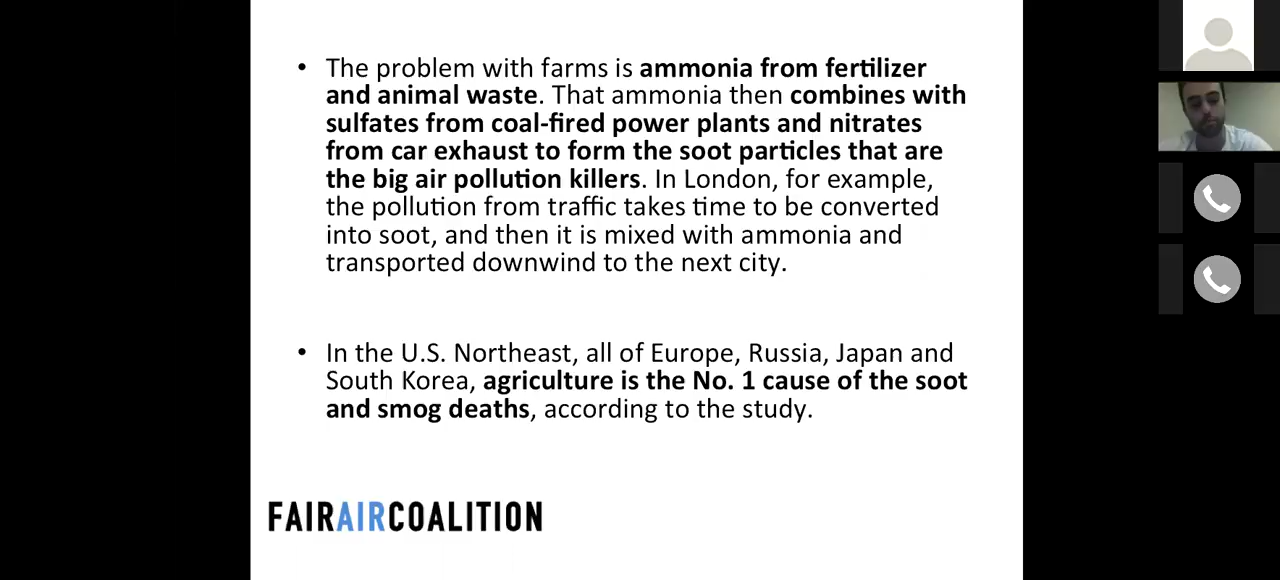 • The problem with farms is ammonia from fertilizer
and animal waste. That ammonia then combines with
sulfates from coal-fired power plants and nitrates
from car exhaust to form the soot particles that are
the big air pollution killers. In London, for example,
the pollution from traffic takes time to be converted
into soot, and then it is mixed with ammonia and
transported downwind to the next city.
• In the U.S. Northeast, all of Europe, Russia, Japan and
South Korea, agriculture is the No. 1 cause of the soot
and smog deaths, according to the study.
FAIRAIRCOALITION